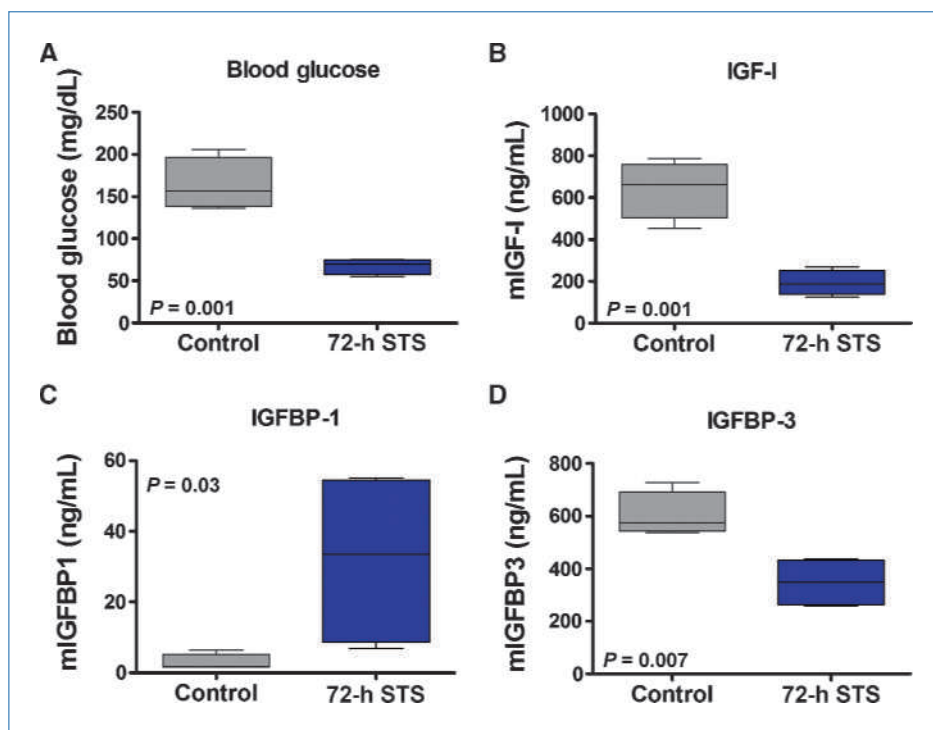 A
Blood glucose
Blood glucose (mg/dL)
250
200
150
100
50
0
P = 0.001
Control
72-h STS
B
IGF-I
mIGF-I (ng/mL)
1000
800
600
400
200
0
P = 0.001
Control
72-h STS
C
IGFBP-1
mIGFBP1 (ng/mL)
60
40
20
0
P = 0.03
Control
72-h STS
D
IGFBP-3
mIGFBP3 (ng/mL)
800
600
400
200
0
P = 0.007
Control
72-h STS